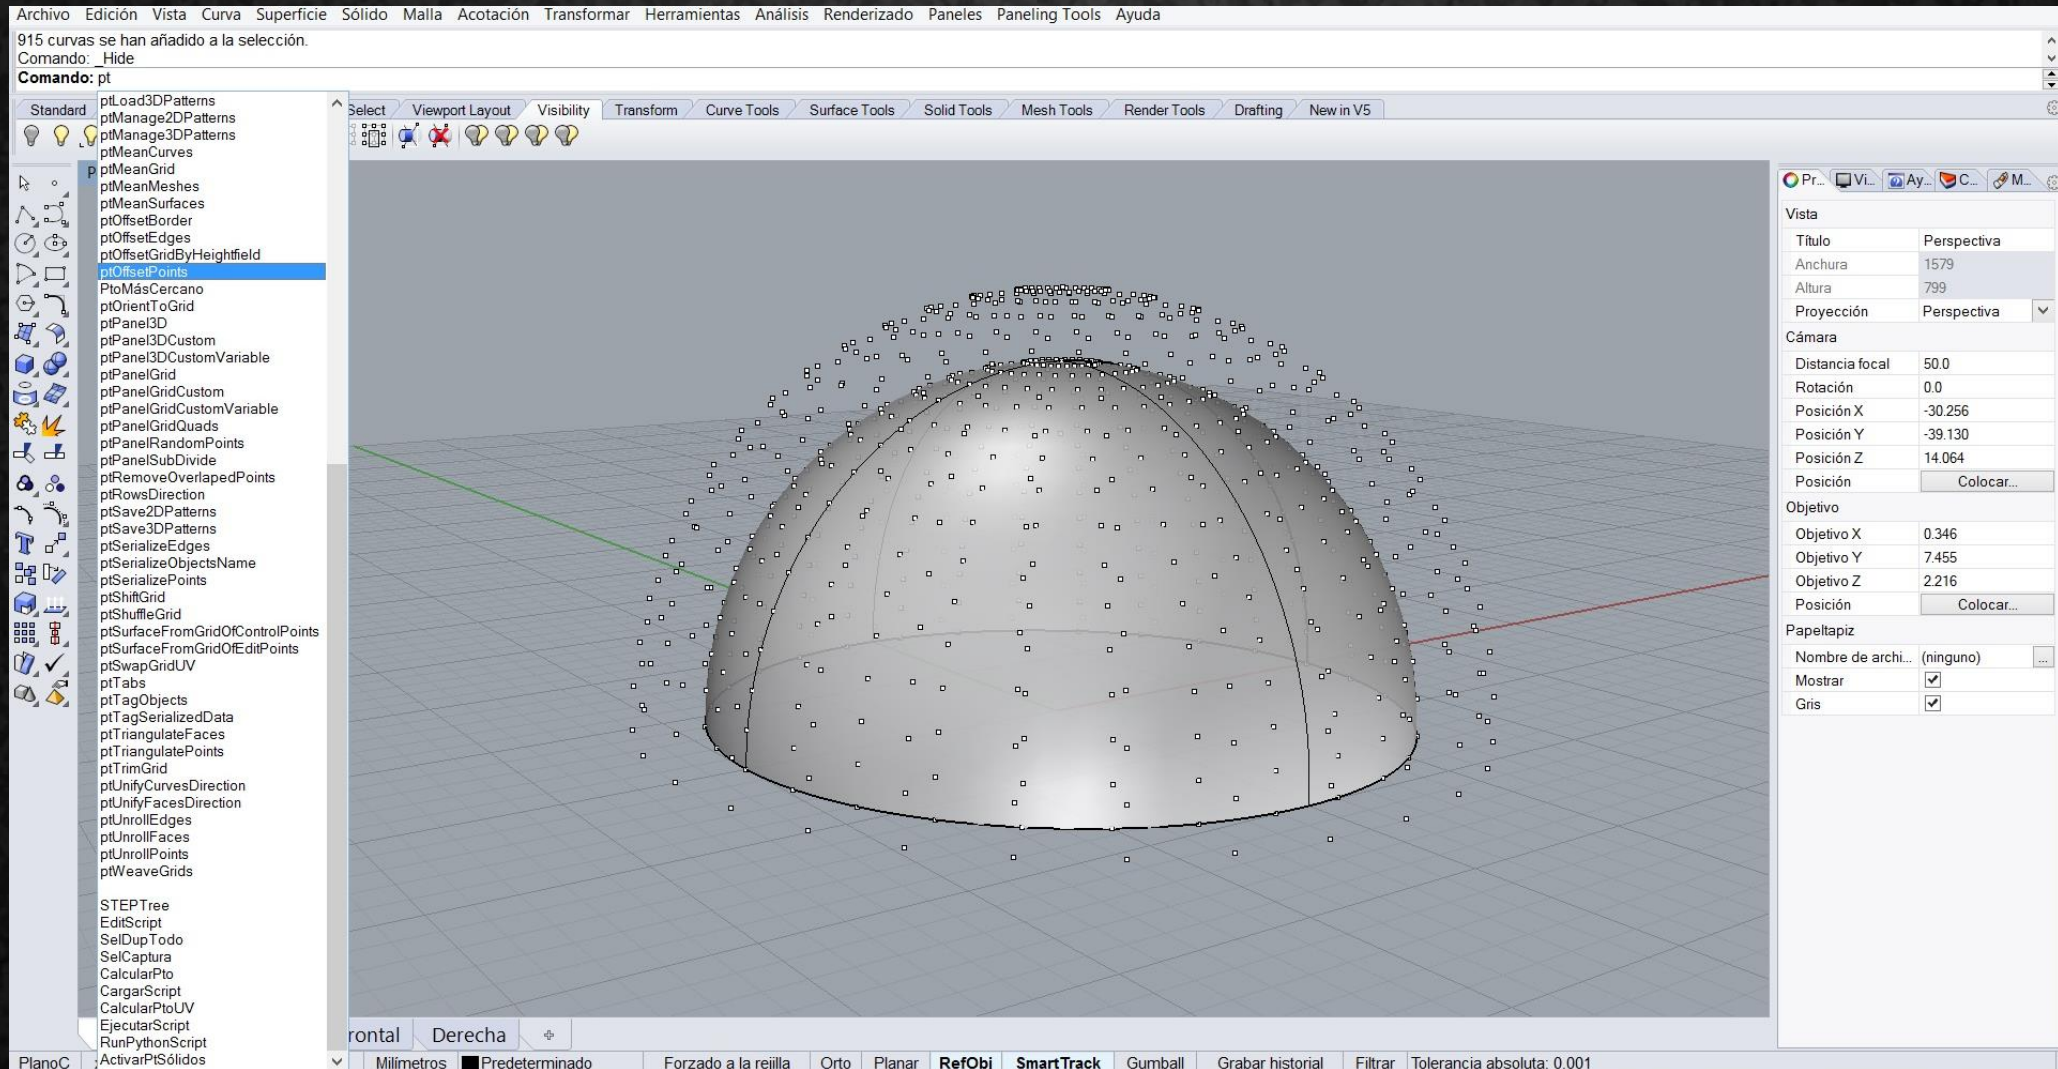 Archivo Edición Vista Curva Superficie Sólido Malla Acotación Transformar Herramientas Análisis Renderizado Paneles Paneling Tools Ayuda
915 curvas se han añadido a la selección.
Comando: _Hide
Comando: pt
Standard Select Viewport Layout Visibility Transform Curve Tools Surface Tools Solid Tools Mesh Tools Render Tools Drafting New in V5
ptLoad3DPatterns
ptManage2DPatterns
ptManage3DPatterns
ptMeanCurves
ptMeanGrid
ptMeanMeshes
ptMeanSurfaces
ptOffsetBorder
ptOffsetEdges
ptOffsetGridByHeightfield
ptOffsetPoints
PtoMásCercano
ptOrientToGrid
ptPanel3D
ptPanel3DCustom
ptPanel3DCustomVariable
ptPanelGrid
ptPanelGridCustom
ptPanelGridCustomVariable
ptPanelGridQuads
ptPanelRandomPoints
ptPanelSubDivide
ptRemoveOverlapedPoints
ptRowsDirection
ptSave2DPatterns
ptSave3DPatterns
ptSerializeEdges
ptSerializeObjectsName
ptSerializePoints
ptShiftGrid
ptShuffleGrid
ptSurfaceFromGridOfControlPoints
ptSurfaceFromGridOfEditPoints
ptSwapGridUV
ptTabs
ptTagObjects
ptTagSerializedData
ptTriangulateFaces
ptTriangulatePoints
ptTrimGrid
ptUnifyCurvesDirection
ptUnifyFacesDirection
ptUnrollEdges
ptUnrollFaces
ptUnrollPoints
ptWeaveGrids
STEPTree
EditScript
SelDupTodo
SelCaptura
CalcularPto
CargarScript
CalcularPtoUV
EjecutarScript
RunPythonScript
ActivarPtSólidos
P
Pr... Vi... Ay... C... M...
Vista
Título Perspectiva
Anchura 1579
Altura 799
Proyección Perspectiva
Cámara
Distancia focal 50.0
Rotación 0.0
Posición X -30.256
Posición Y -39.130
Posición Z 14.064
Posición Colocar...
Objetivo
Objetivo X 0.346
Objetivo Y 7.455
Objetivo Z 2.216
Posición Colocar...
Papeltapiz
Nombre de archi... (ninguno) ...
Mostrar
Gris
rontal Derecha
PlanoC Milímetros Predeterminado Forzado a la rejilla Orto Planar RefObj SmartTrack Gumball Grabar historial Filtrar Tolerancia absoluta: 0.001